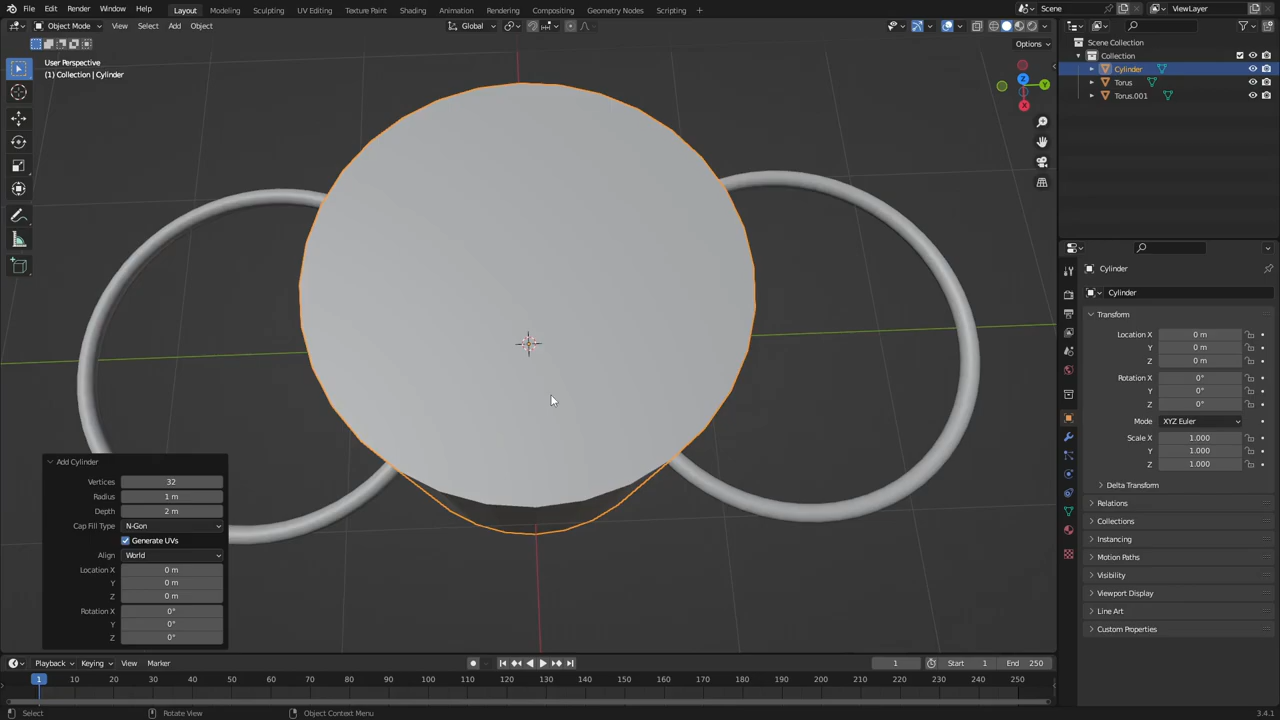 File Edit Render Window Help Layout Modeling Sculpting UV Editing Texture Paint Shading Animation Rendering Compositing Geometry Nodes Scripting Scene ViewLayer
Object Mode View Select Add Object Global
Options
User Perspective
(1) Collection | Cylinder
Scene Collection
Collection
Cylinder
Torus
Torus.001
Z
Y
X
Cylinder
Cylinder
Transform
Location X 0 m
Y 0 m
Z 0 m
Rotation X 0°
Y 0°
Z 0°
Mode XYZ Euler
Scale X 1.000
Y 1.000
Z 1.000
Delta Transform
Relations
Collections
Instancing
Motion Paths
Visibility
Viewport Display
Line Art
Custom Properties
Add Cylinder
Vertices 32
Radius 1 m
Depth 2 m
Cap Fill Type N-Gon
Generate UVs
Align World
Location X 0 m
Y 0 m
Z 0 m
Rotation X 0°
Y 0°
Z 0°
Playback Keying View Marker 1 Start 1 End 250
1 10 20 30 40 50 60 70 80 90 100 110 120 130 140 150 160 170 180 190 200 210 220 230 240 250
Select Rotate View Object Context Menu 3.4.1